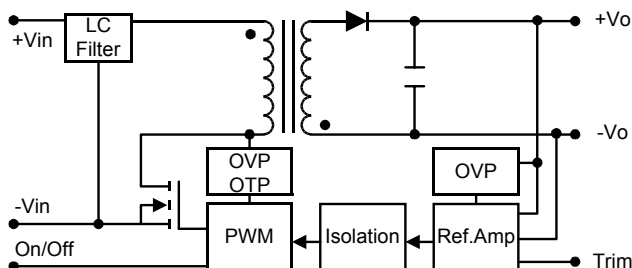 +Vin
LC
Filter
+Vo
-Vo
OVP
OTP
OVP
-Vin
On/Off
PWM
Isolation
Ref.Amp
Trim